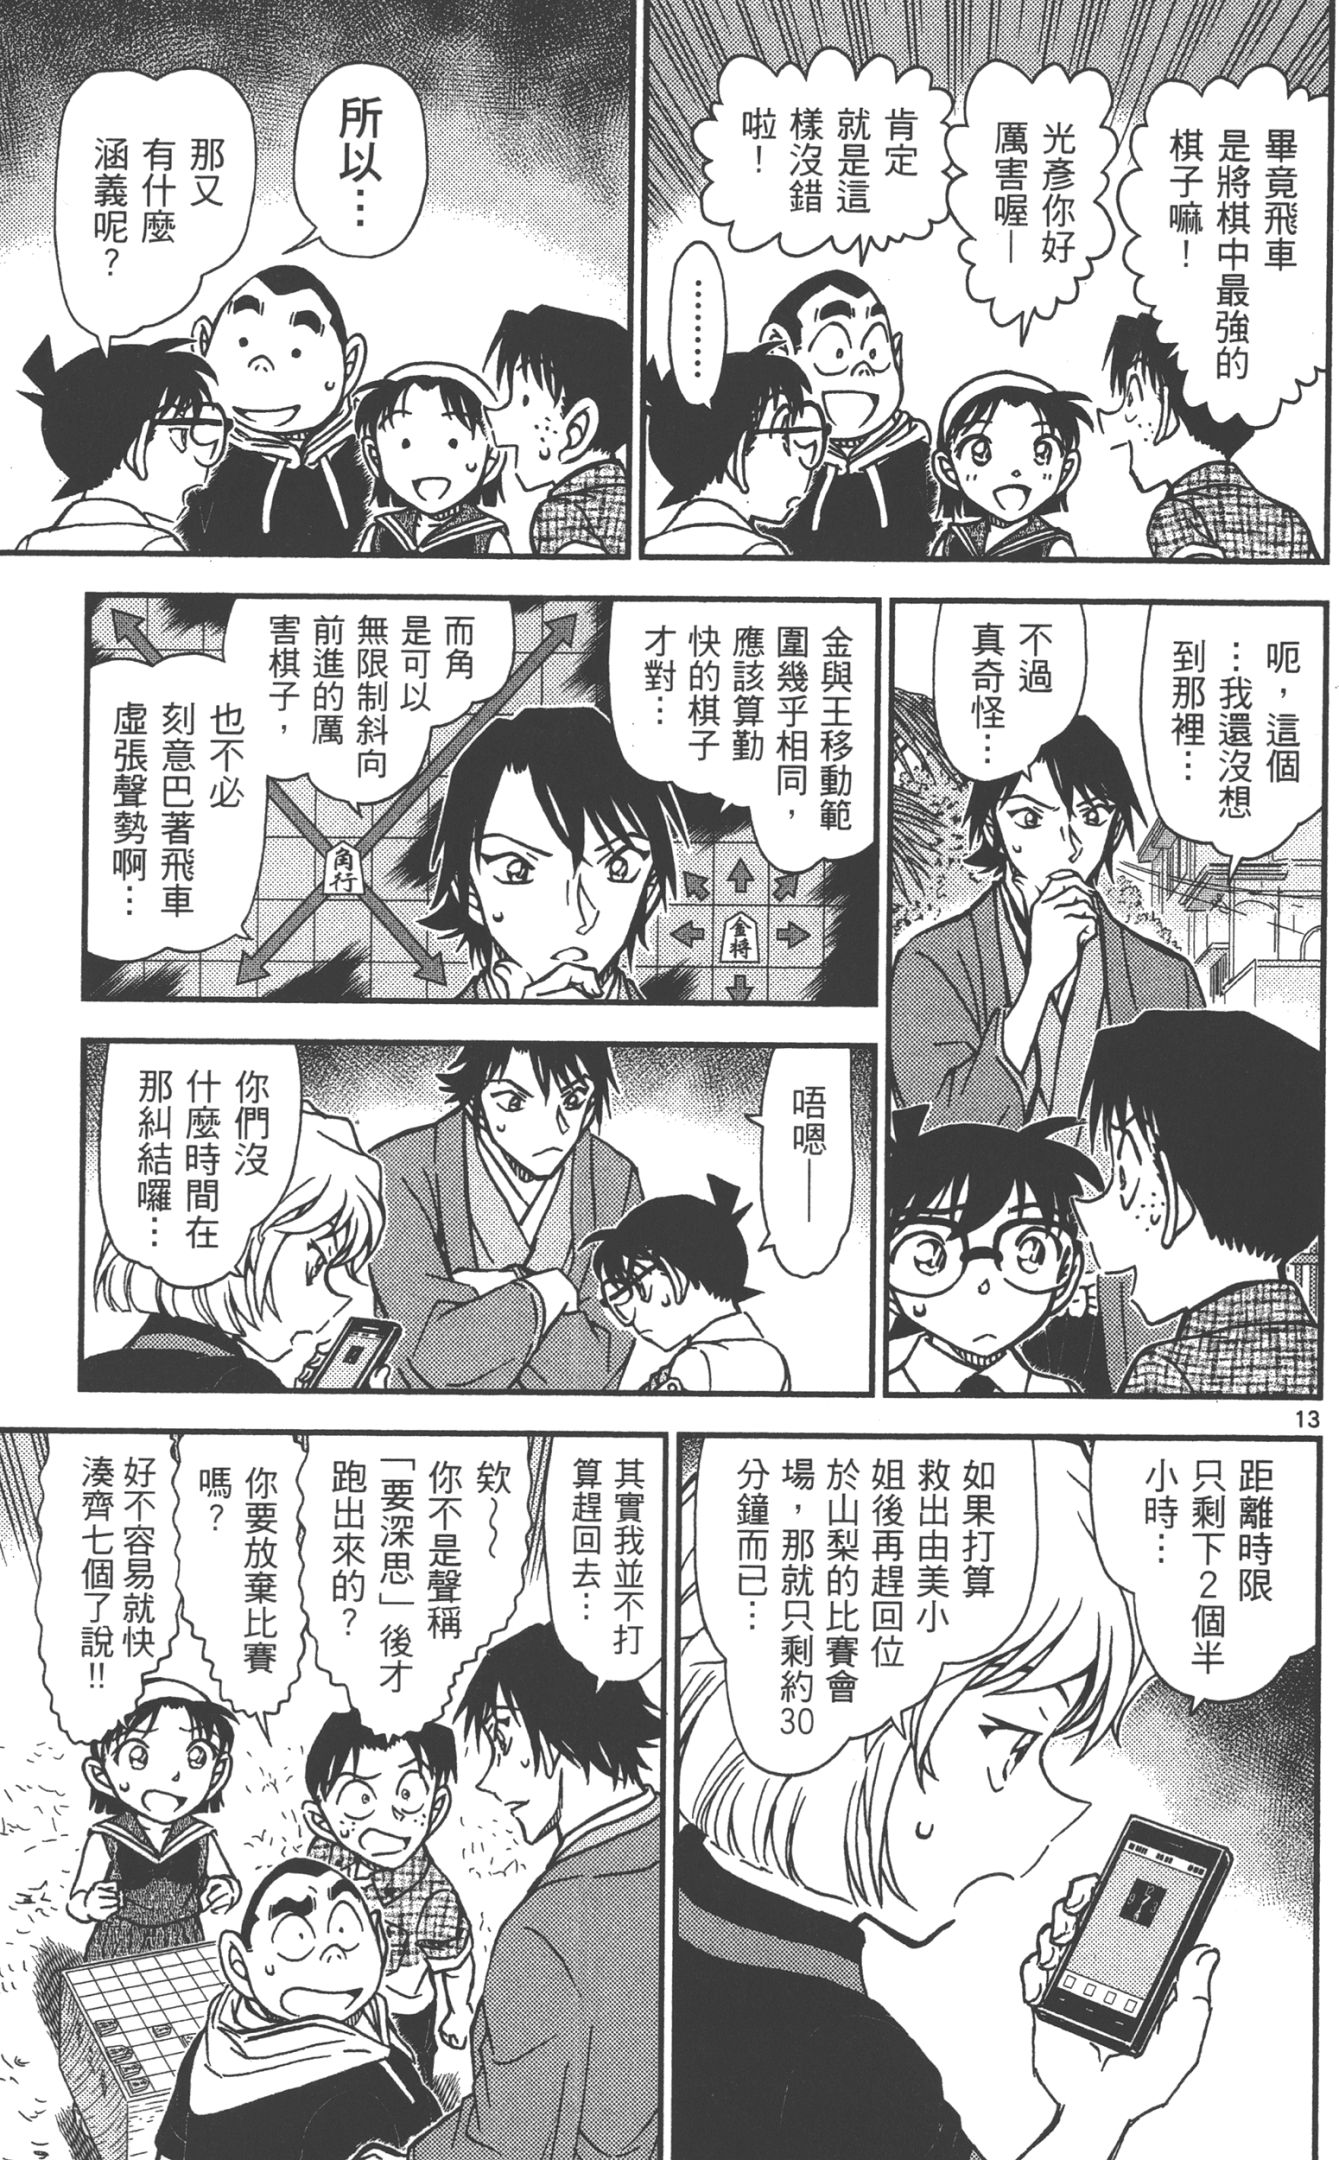 畢竟飛車
是將棋中最強的
棋子嘛！
光彥你好
厲害喔—
肯定
就是這
樣沒錯
啦！
………
所以…
那又
有什麼
涵義呢？
呃，這個
…我還沒想
到那裡…
不過
真奇怪…
金與王移動範
圍幾乎相同，
應該算勤
快的棋子
才對…
而角
是可以
無限制斜向
前進的厲
害棋子，
也不必
刻意巴著飛車
虛張聲勢啊…
角行
金將
唔嗯——
你們沒
什麼時間在
那糾結囉…
13
距離時限
只剩下2個半
小時…
如果打算
救出由美小
姐後再趕回位
於山梨的比賽會
場，那就只剩約30
分鐘而已…
其實我並不打
算趕回去…
欸～
你不是聲稱
「要深思」後才
跑出來的？
你要放棄比賽
嗎？
好不容易就快
湊齊七個了說!!